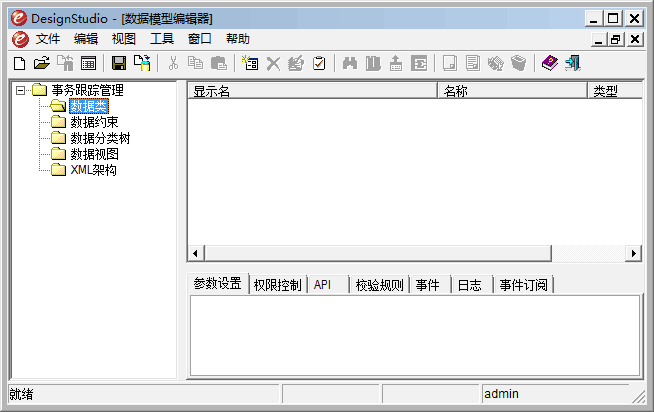 DesignStudio - [数据模型编辑器]
文件 编辑 视图 工具 窗口 帮助
事务跟踪管理
数据类
数据约束
数据分类树
数据视图
XML架构
显示名 名称 类型
参数设置 权限控制 API 校验规则 事件 日志 事件订阅
就绪 admin